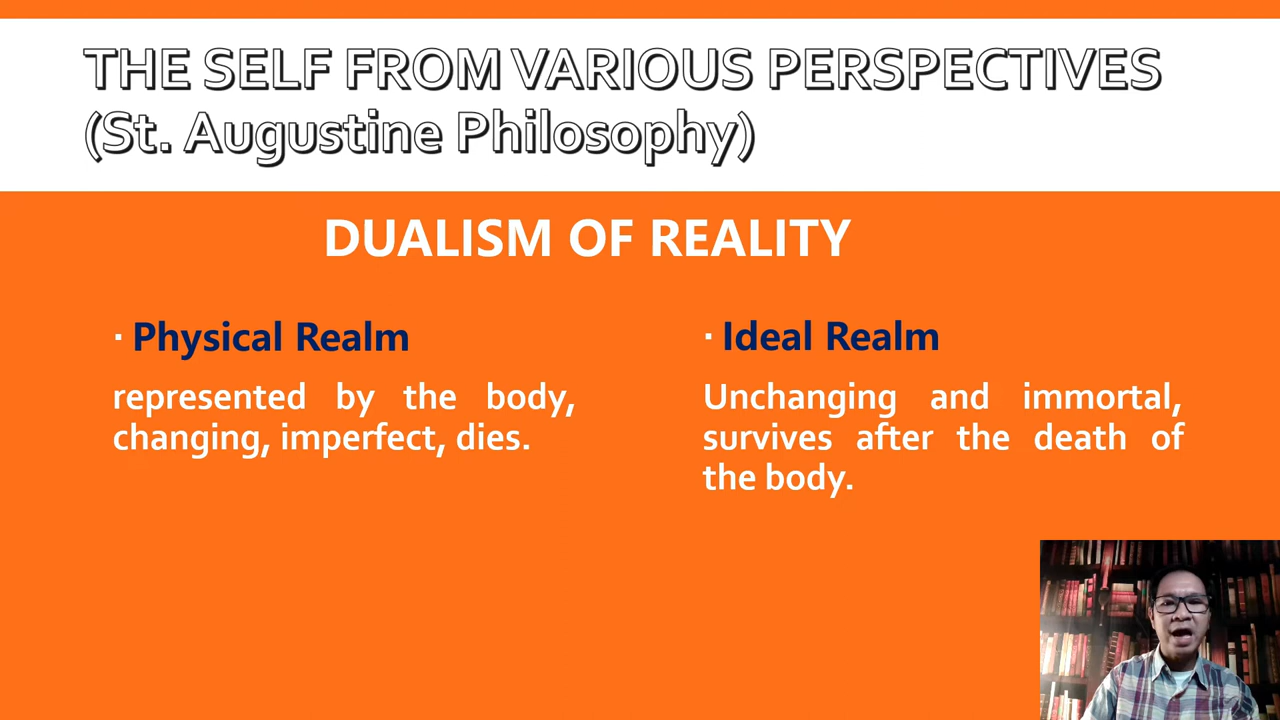 THE SELF FROM VARIOUS PERSPECTIVES
(St. Augustine Philosophy)
DUALISM OF REALITY
· Physical Realm
represented by the body,
changing, imperfect, dies.
· Ideal Realm
Unchanging and immortal,
survives after the death of
the body.